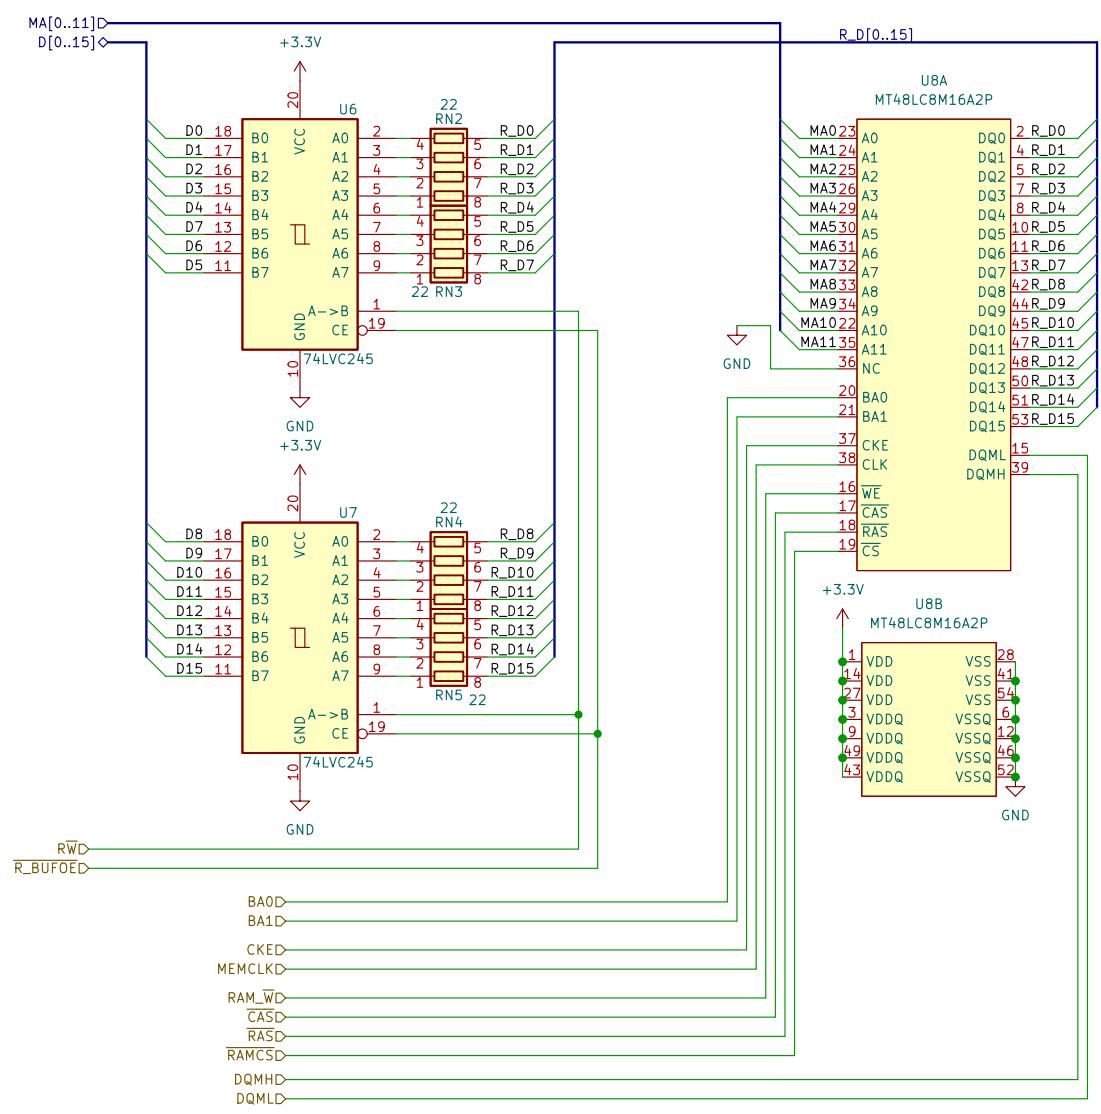 MA[0..11]
D[0..15]
R_D[0..15]
+3.3V
20
U6
VCC
D0 18 B0 A0 2
D1 17 B1 A1 3
D2 16 B2 A2 4
D3 15 B3 A3 5
D4 14 B4 A4 6
D7 13 B5 A5 7
D6 12 B6 A6 8
D5 11 B7 A7 9
A->B 1
CE 19
GND
74LVC245
10
GND
22
RN2
4 5 R_D0
3 6 R_D1
2 7 R_D2
1 8 R_D3
4 5 R_D4
3 6 R_D5
2 7 R_D6
1 8 R_D7
22 RN3
+3.3V
20
U7
VCC
D8 18 B0 A0 2
D9 17 B1 A1 3
D10 16 B2 A2 4
D11 15 B3 A3 5
D12 14 B4 A4 6
D13 13 B5 A5 7
D14 12 B6 A6 8
D15 11 B7 A7 9
A->B 1
CE 19
GND
74LVC245
10
GND
22
RN4
4 5 R_D8
3 6 R_D9
2 7 R_D10
1 8 R_D11
4 5 R_D12
3 6 R_D13
2 7 R_D14
1 8 R_D15
RN5 22
U8A
MT48LC8M16A2P
MA0 23 A0 DQ0 2 R_D0
MA1 24 A1 DQ1 4 R_D1
MA2 25 A2 DQ2 5 R_D2
MA3 26 A3 DQ3 7 R_D3
MA4 29 A4 DQ4 8 R_D4
MA5 30 A5 DQ5 10 R_D5
MA6 31 A6 DQ6 11 R_D6
MA7 32 A7 DQ7 13 R_D7
MA8 33 A8 DQ8 42 R_D8
MA9 34 A9 DQ9 44 R_D9
MA10 22 A10 DQ10 45 R_D10
MA11 35 A11 DQ11 47 R_D11
GND 36 NC DQ12 48 R_D12
DQ13 50 R_D13
20 BA0 DQ14 51 R_D14
21 BA1 DQ15 53 R_D15
37 CKE DQML 15
38 CLK DQMH 39
16 WE
17 CAS
18 RAS
19 CS
+3.3V
U8B
MT48LC8M16A2P
1 VDD VSS 28
14 VDD VSS 41
27 VDD VSS 54
3 VDDQ VSSQ 6
9 VDDQ VSSQ 12
49 VDDQ VSSQ 46
43 VDDQ VSSQ 52
GND
RW
R_BUFOE
BA0
BA1
CKE
MEMCLK
RAM_W
CAS
RAS
RAMCS
DQMH
DQML